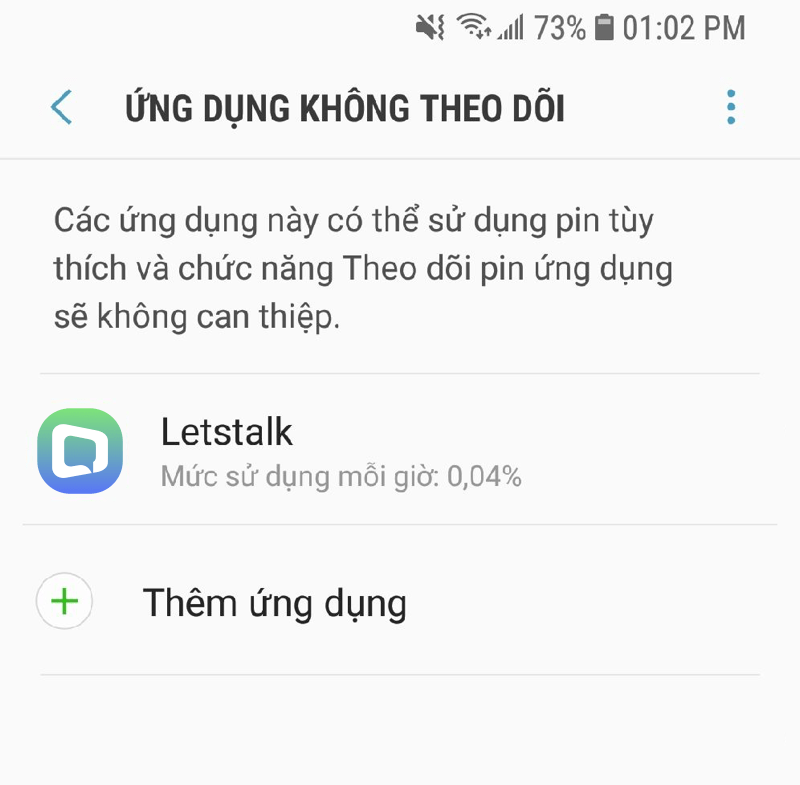 73% 01:02 PM
ỨNG DỤNG KHÔNG THEO DÕI
Các ứng dụng này có thể sử dụng pin tùy
thích và chức năng Theo dõi pin ứng dụng
sẽ không can thiệp.
Letstalk
Mức sử dụng mỗi giờ: 0,04%
Thêm ứng dụng